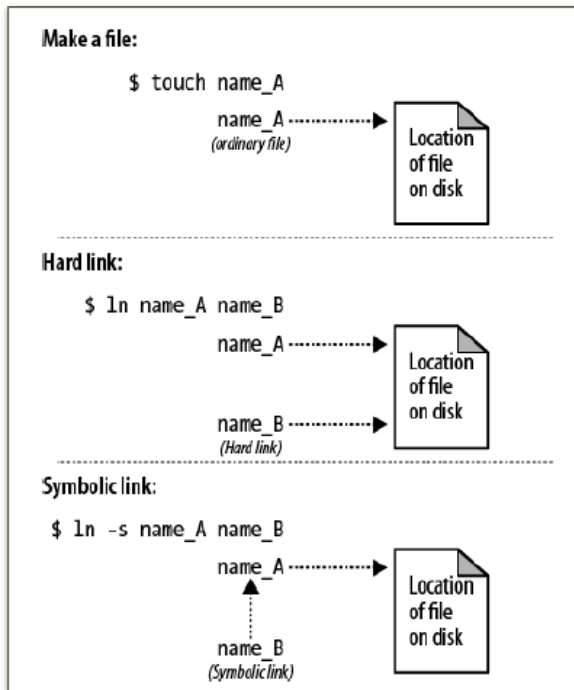 Make a file:
$ touch name_A
name_A
(ordinary file)
Location
of file
on disk
Hard link:
$ ln name_A name_B
name_A
name_B
(Hard link)
Location
of file
on disk
Symbolic link:
$ ln -s name_A name_B
name_A
name_B
(Symbolic link)
Location
of file
on disk